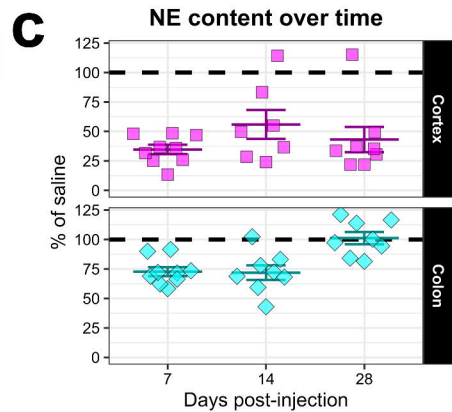 C
NE content over time
% of saline
125
100
75
50
25
0
Cortex
125
100
75
50
25
0
Colon
7 14 28
Days post-injection